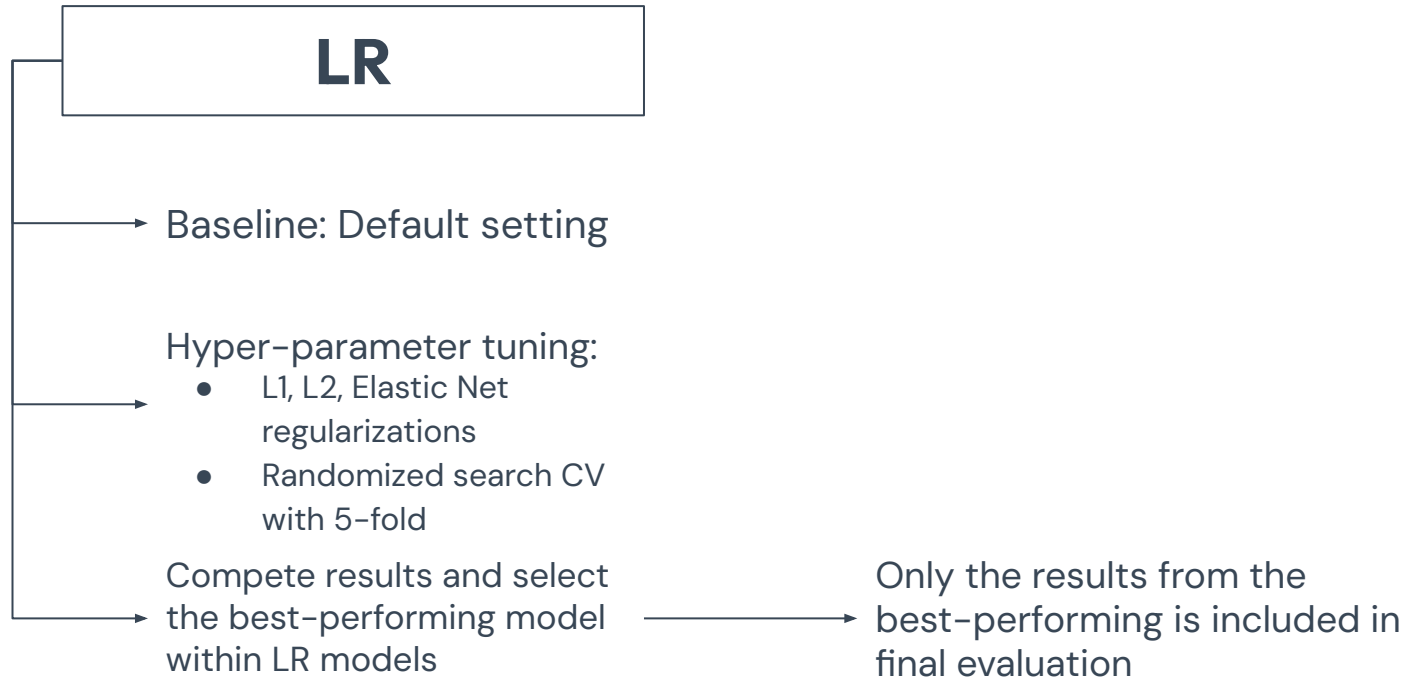 LR
Baseline: Default setting
Hyper-parameter tuning:
● L1, L2, Elastic Net
regularizations
● Randomized search CV
with 5-fold
Compete results and select
the best-performing model
within LR models
Only the results from the
best-performing is included in
final evaluation